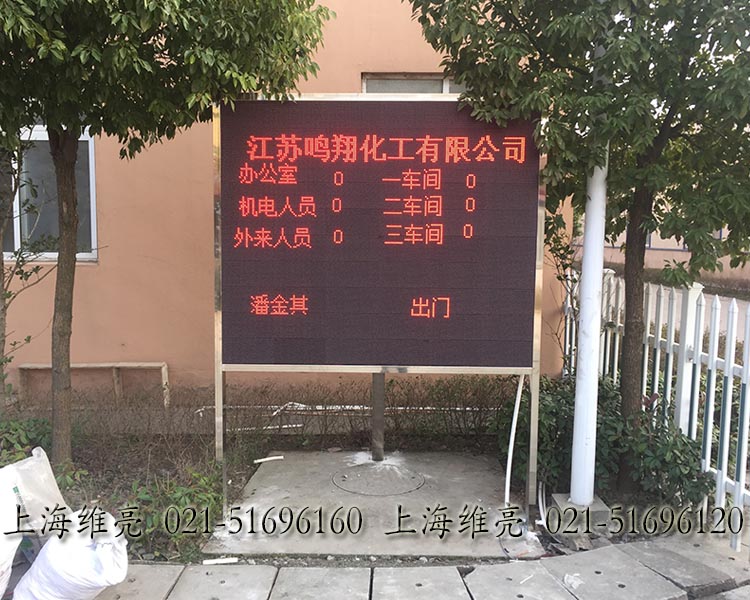 江苏鸣翔化工有限公司
办公室 0 一车间 0
机电人员 0 二车间 0
外来人员 0 三车间 0
潘金其 出门
上海维亮 021-51696160 上海维亮 021-51696120